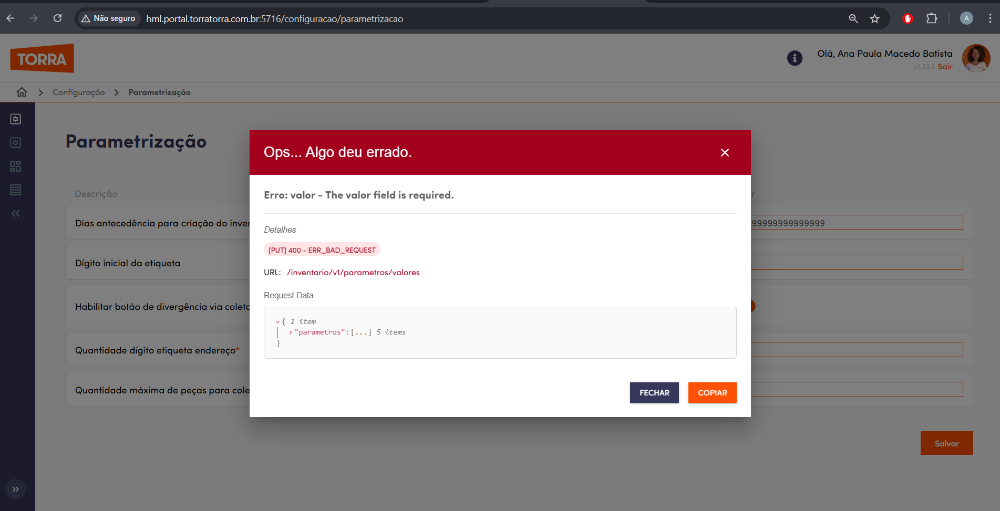 Não seguro
hml.portal.torratorra.com.br:5716/configuracao/parametrizacao
A
TORRA
Olá, Ana Paula Macedo Batista
v1.13.1 Sair
Configuração
Parametrização
Parametrização
Ops... Algo deu errado.
Erro: valor - The valor field is required.
Detalhes
[PUT] 400 - ERR_BAD_REQUEST
URL: /inventario/v1/parametros/valores
Request Data
{ 1 item
"parametros":[...] 5 items
}
FECHAR
COPIAR
Descrição
r
Dias antecedência para criação do inven
99999999999999
Dígito inicial da etiqueta
Habilitar botão de divergência via coleto
Quantidade dígito etiqueta endereço*
Quantidade máxima de peças para cole
Salvar